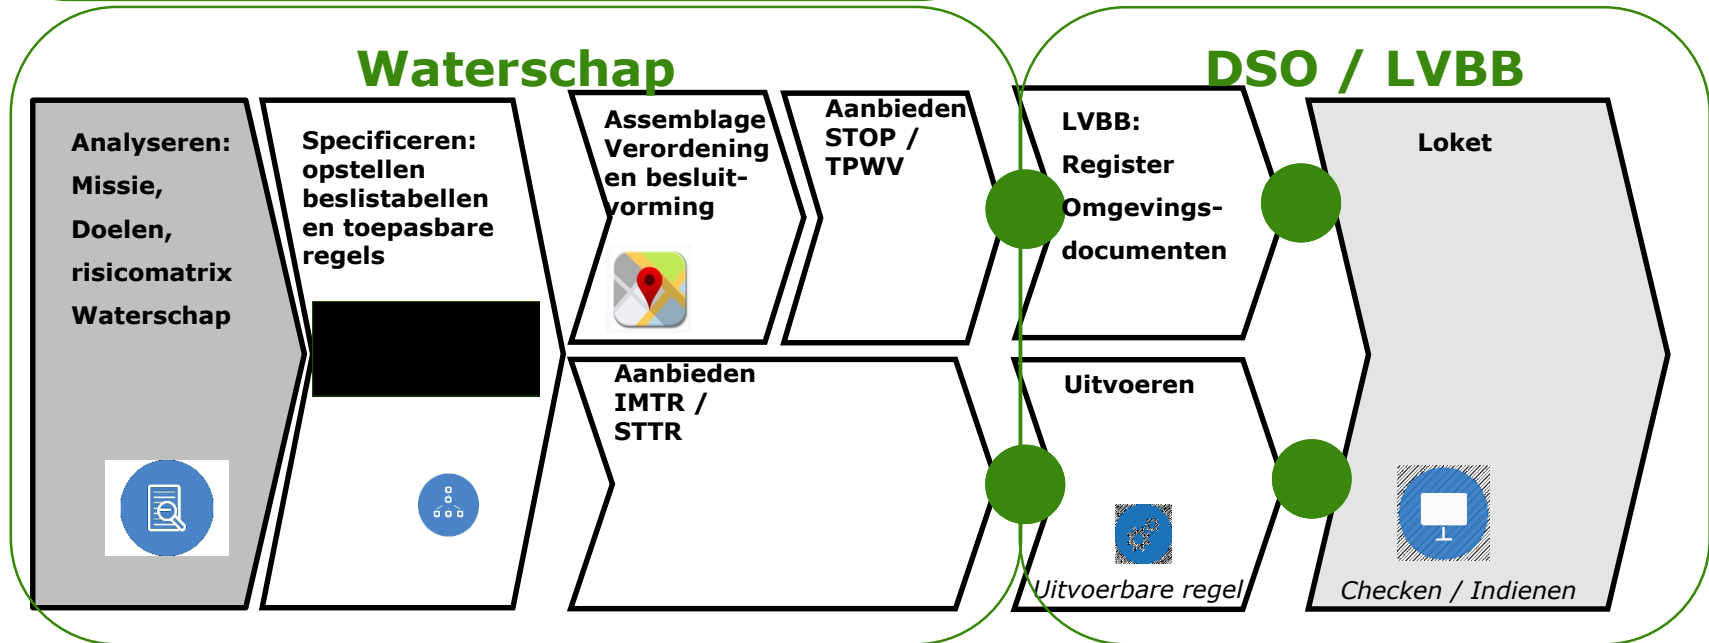 Waterschap
DSO / LVBB
Analyseren:
Missie,
Doelen,
risicomatrix
Waterschap
Specificeren:
opstellen
beslistabellen
en toepasbare
regels
Assemblage
Verordening
en besluit-
vorming
Aanbieden
STOP /
TPWV
Aanbieden
IMTR /
STTR
LVBB:
Register
Omgevings-
documenten
Uitvoeren
Uitvoerbare regel
Loket
Checken / Indienen